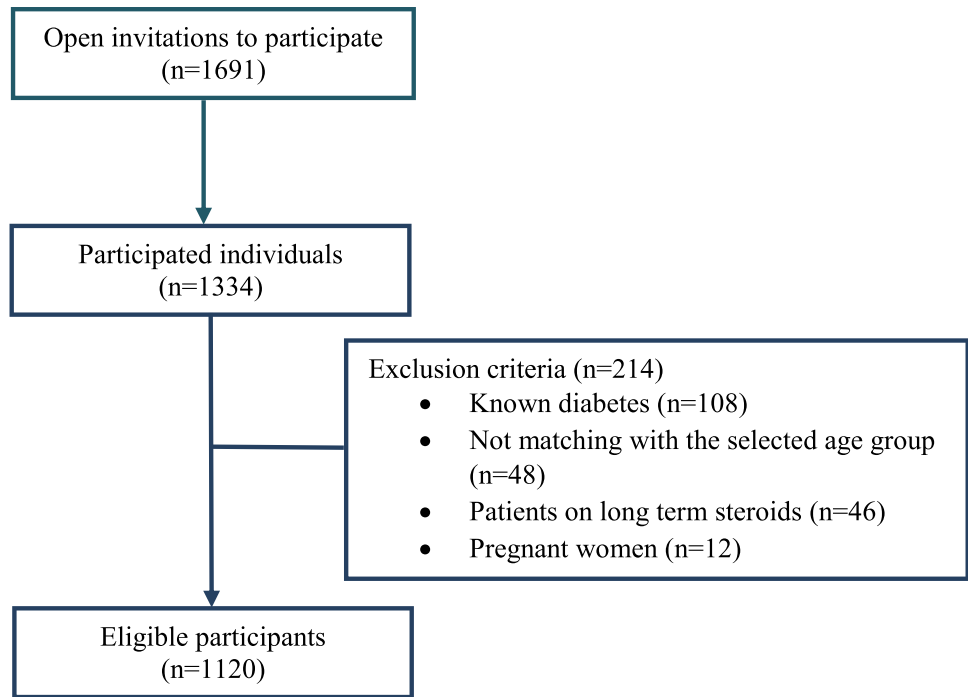 Open invitations to participate
(n=1691)
Participated individuals
(n=1334)
Exclusion criteria (n=214)
• Known diabetes (n=108)
• Not matching with the selected age group
(n=48)
• Patients on long term steroids (n=46)
• Pregnant women (n=12)
Eligible participants
(n=1120)